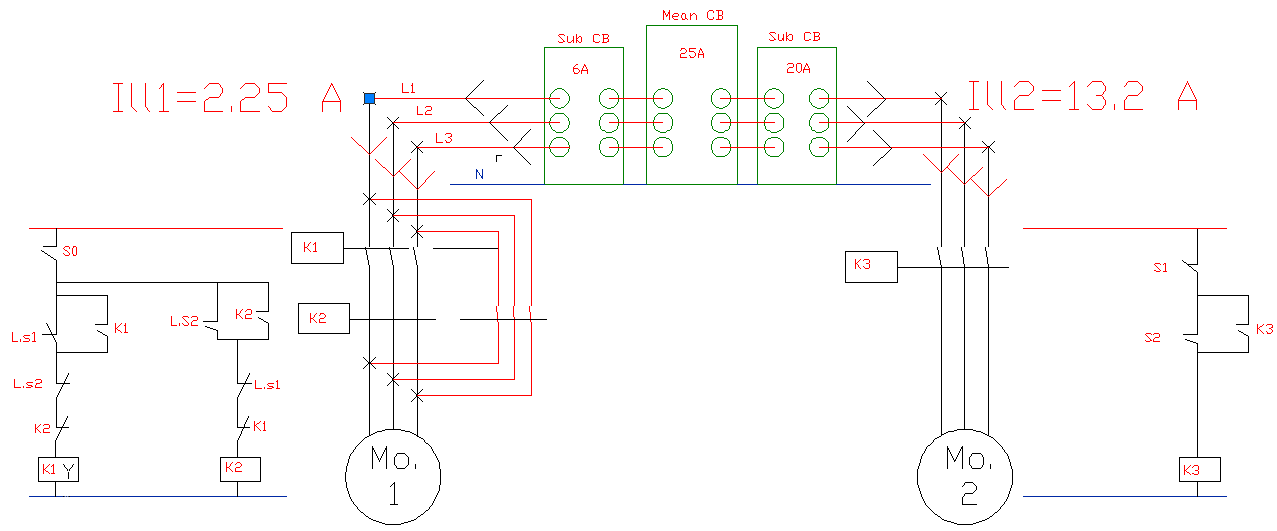 Mean CB
Sub CB
Sub CB
25A
6A
20A
Ill1=2.25 A
L1
Ill2=13.2 A
L2
L3
N
S0
K1
K3
S1
K2
L.S2
K2
K1
L.s1
K3
S2
L.s2
L.s1
K2
K1
Mo.
1
Mo.
2
K1 Y
K2
K3